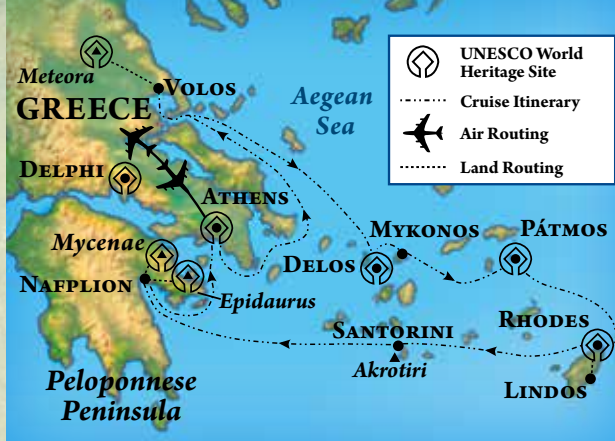 Meteora
VOLOS
GREECE
Aegean
Sea
DELPHI
ATHENS
Mycenae
NAFPLION
Epidaurus
MYKONOS
DELOS
PÁTMOS
SANTORINI
Akrotiri
RHODES
LINDOS
Peloponnese
Peninsula
UNESCO World
Heritage Site
Cruise Itinerary
Air Routing
Land Routing